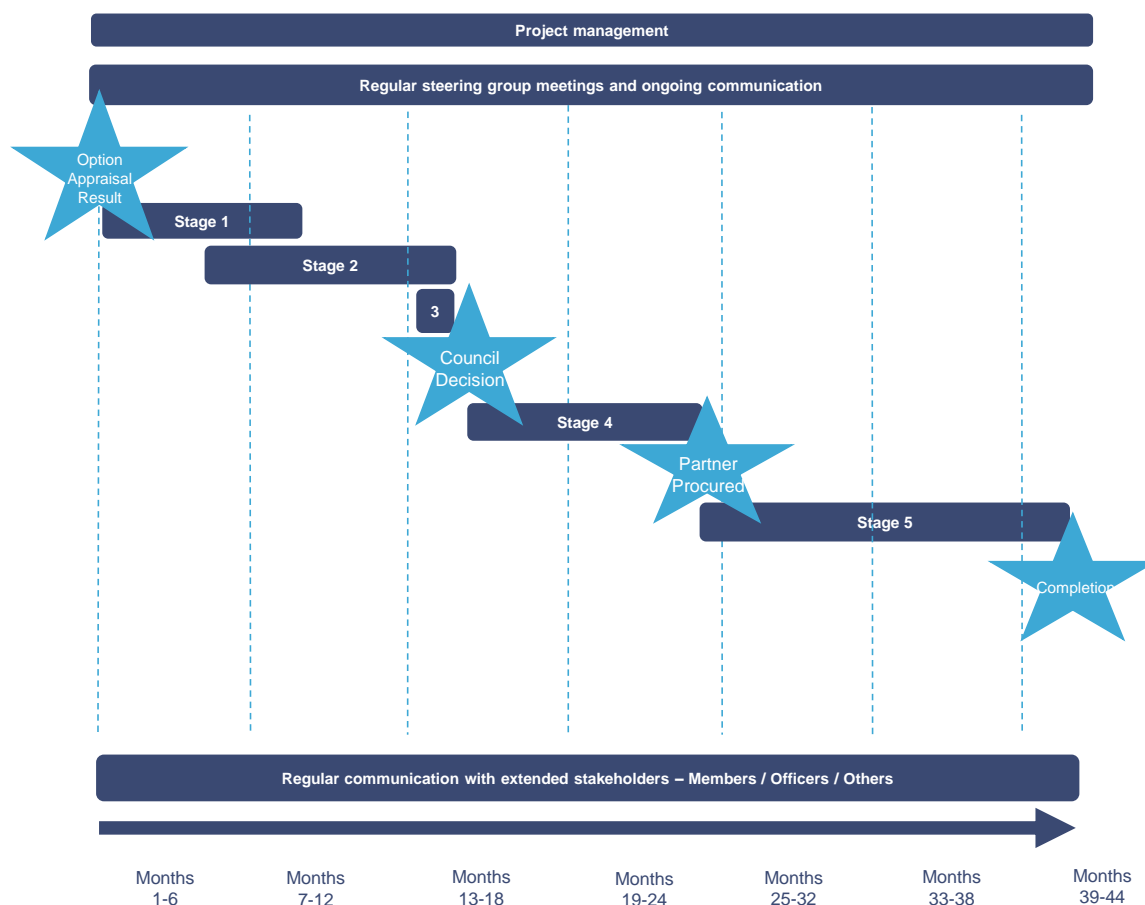 Project management
Regular steering group meetings and ongoing communication
Option
Appraisal
Result
Stage 1
Stage 2
3
Council
Decision
Stage 4
Partner
Procured
Stage 5
Completion
Regular communication with extended stakeholders – Members / Officers / Others
Months
1-6
Months
7-12
Months
13-18
Months
19-24
Months
25-32
Months
33-38
Months
39-44